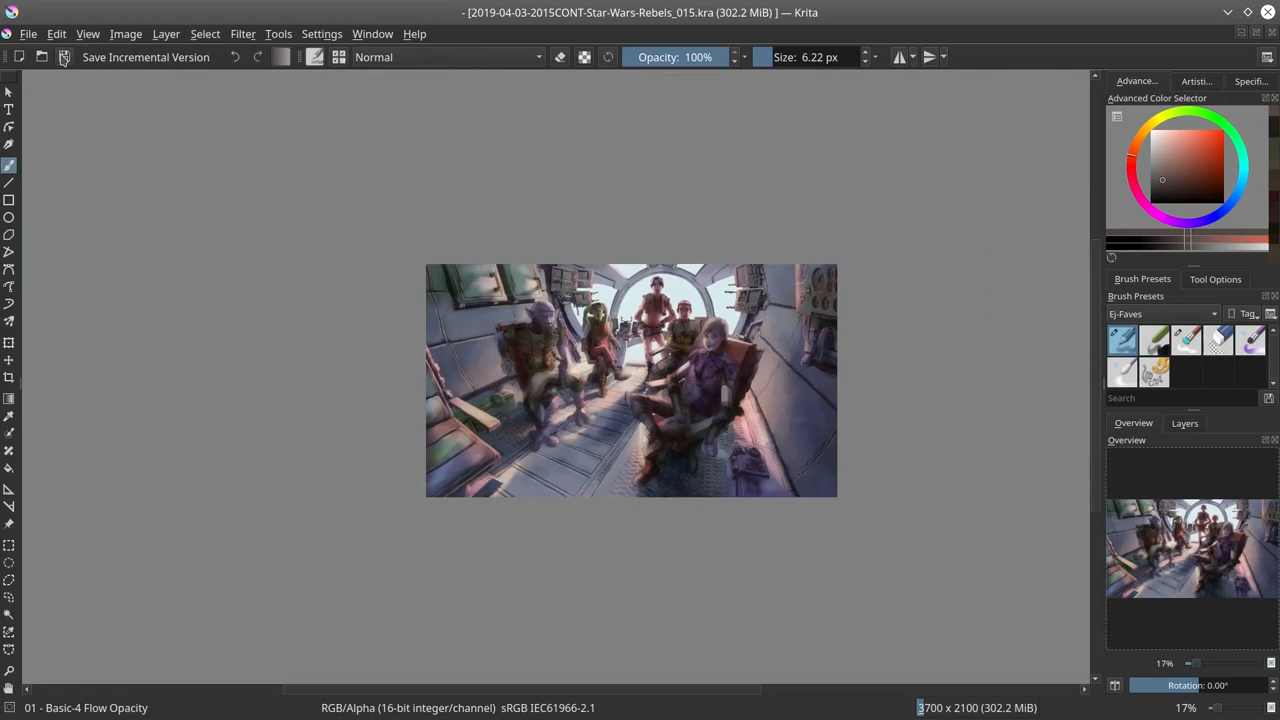 - [2019-04-03-2015CONT-Star-Wars-Rebels_015.kra (302.2 MiB) ] — Krita
File Edit View Image Layer Select Filter Tools Settings Window Help
Save Incremental Version Normal Opacity: 100% Size: 6.22 px
Advance... Artisti... Specifi...
Advanced Color Selector
Brush Presets Tool Options
Brush Presets
Ej-Faves Tag
Search
Overview Layers
Overview
17%
Rotation: 0.00°
01 - Basic-4 Flow Opacity RGB/Alpha (16-bit integer/channel) sRGB IEC61966-2.1 3700 x 2100 (302.2 MiB) 17%